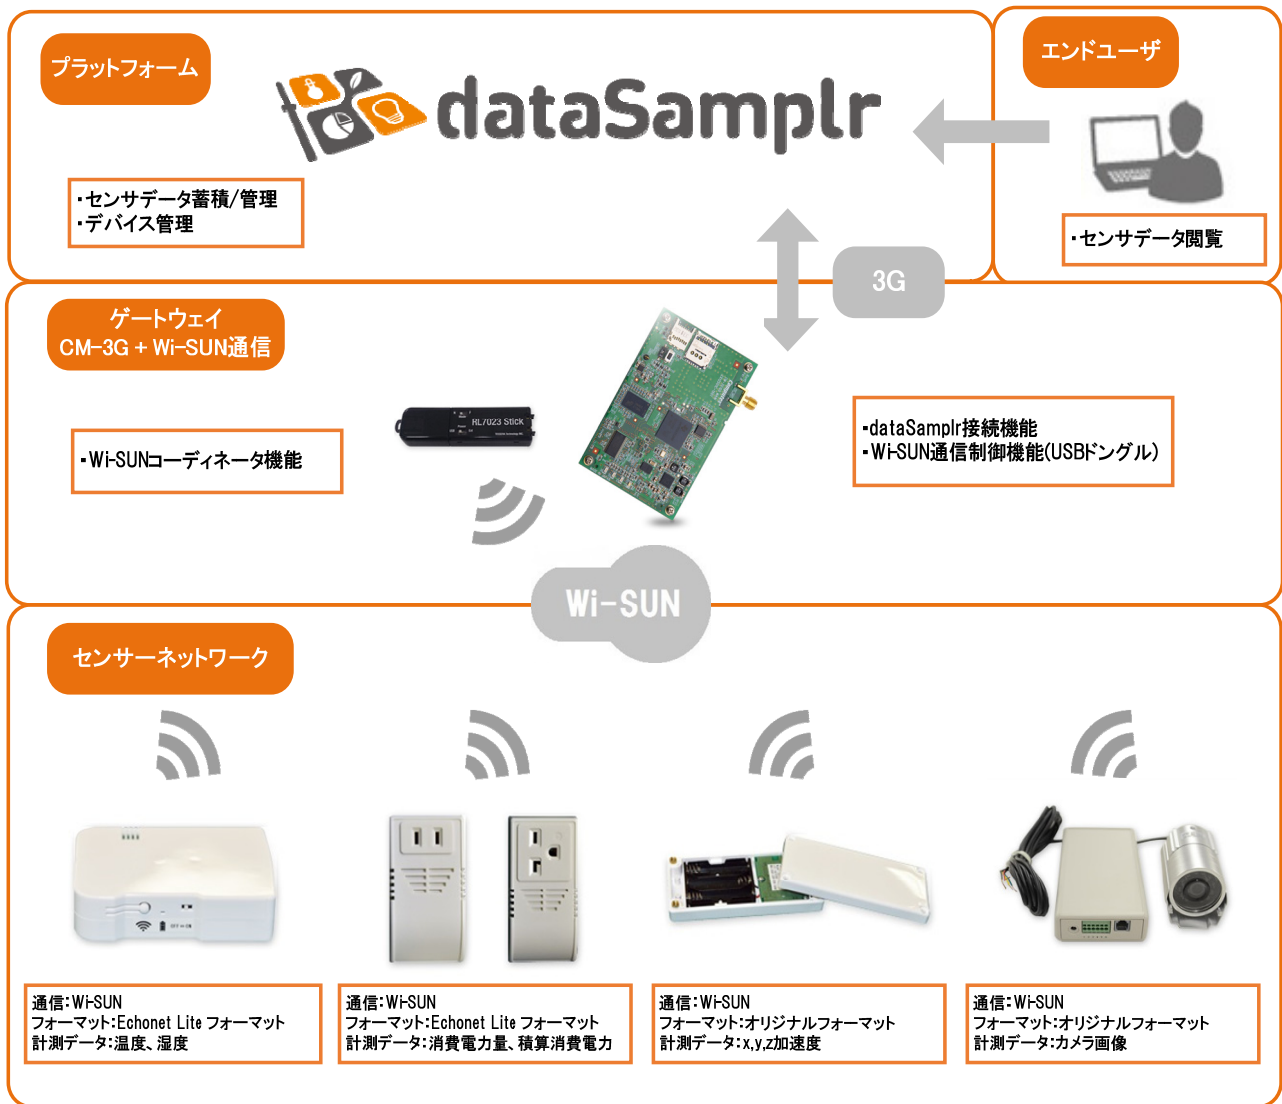 プラットフォーム
dataSamplr
・センサデータ蓄積/管理
・デバイス管理
エンドユーザ
・センサデータ閲覧
3G
ゲートウェイ
CM-3G + Wi-SUN通信
・Wi-SUNコーディネータ機能
RL7023 Stick
・dataSamplr接続機能
・Wi-SUN通信制御機能(USBドングル)
Wi-SUN
センサーネットワーク
通信:Wi-SUN
フォーマット:Echonet Lite フォーマット
計測データ:温度、湿度
通信:Wi-SUN
フォーマット:Echonet Lite フォーマット
計測データ:消費電力量、積算消費電力
通信:Wi-SUN
フォーマット:オリジナルフォーマット
計測データ:x,y,z加速度
通信:Wi-SUN
フォーマット:オリジナルフォーマット
計測データ:カメラ画像